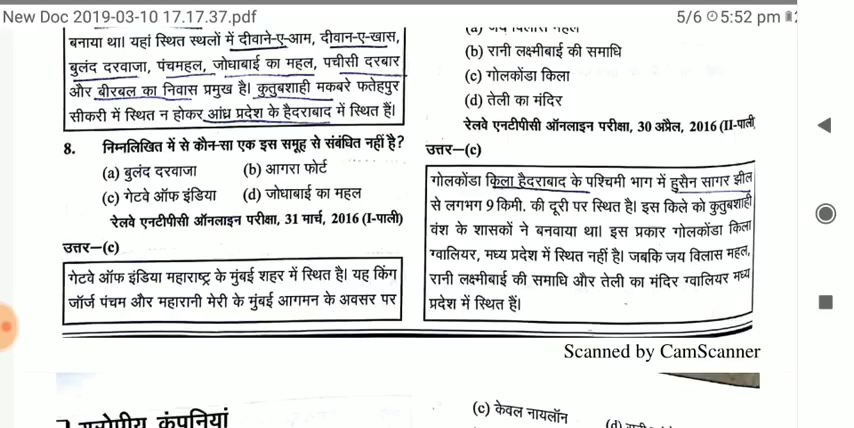 New Doc 2019-03-10 17.17.37.pdf
5/6
5:52 pm
बनाया था। यहां स्थित स्थलों में दीवाने-ए-आम, दीवान-ए-खास,
बुलंद दरवाजा, पंचमहल, जोधाबाई का महल, पचीसी दरबार
और बीरबल का निवास प्रमुख है। कुतुबशाही मकबरे फतेहपुर
सीकरी में स्थित न होकर आंध्र प्रदेश के हैदराबाद में स्थित हैं।
8. निम्नलिखित में से कौन-सा एक इस समूह से संबंधित नहीं है?
(a) बुलंद दरवाजा (b) आगरा फोर्ट
(c) गेटवे ऑफ इंडिया (d) जोधाबाई का महल
रेलवे एनटीपीसी ऑनलाइन परीक्षा, 31 मार्च, 2016 (I-पाली)
उत्तर—(c)
गेटवे ऑफ इंडिया महाराष्ट्र के मुंबई शहर में स्थित है। यह किंग
जॉर्ज पंचम और महारानी मेरी के मुंबई आगमन के अवसर पर
(a) जय विलास महल
(b) रानी लक्ष्मीबाई की समाधि
(c) गोलकोंडा किला
(d) तेली का मंदिर
रेलवे एनटीपीसी ऑनलाइन परीक्षा, 30 अप्रैल, 2016 (II-पाली
उत्तर—(c)
गोलकोंडा किला हैदराबाद के पश्चिमी भाग में हुसैन सागर झील
से लगभग 9 किमी. की दूरी पर स्थित है। इस किले को कुतुबशाही
वंश के शासकों ने बनवाया था। इस प्रकार गोलकोंडा किला
ग्वालियर, मध्य प्रदेश में स्थित नहीं है। जबकि जय विलास महल,
रानी लक्ष्मीबाई की समाधि और तेली का मंदिर ग्वालियर मध्य
प्रदेश में स्थित हैं।
Scanned by CamScanner
यूरोपीय कंपनियां
(c) केवल नायलॉन
(d)